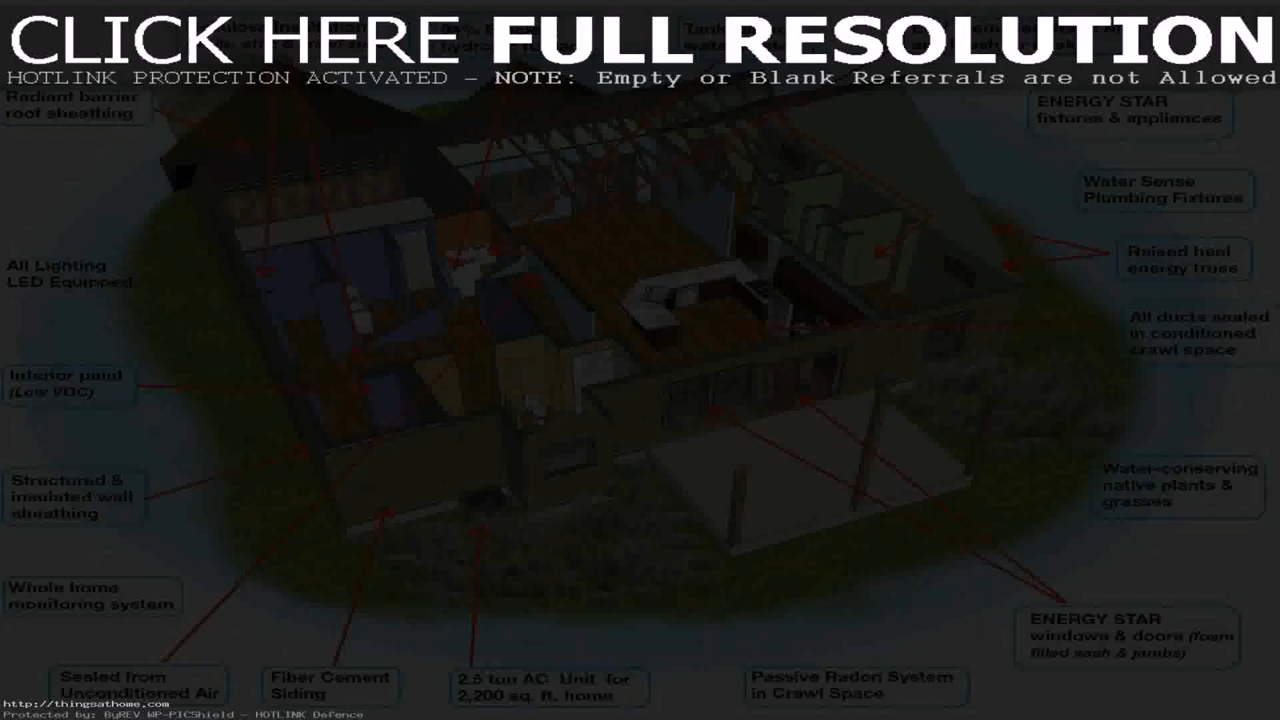 CLICK HERE FULL RESOLUTION
HOTLINK PROTECTION ACTIVATED – NOTE: Empty or Blank Referrals are not Allowed
Radiant barrier
roof sheathing
ENERGY STAR
fixtures & appliances
Water Sense
Plumbing Fixtures
Raised heel
energy truss
All Lighting
LED Equipped
All ducts sealed
in conditioned
crawl space
Interior paint
(Low VOC)
Structured &
insulated wall
sheathing
Water-conserving
native plants &
grasses
Whole home
monitoring system
ENERGY STAR
windows & doors (foam
filled sash & jambs)
Sealed from
Unconditioned Air
Fiber Cement
Siding
2.5 ton AC Unit for
2,200 sq. ft. home
Passive Radon System
in Crawl Space
http://thingsathome.com
Protected by: ByREV WP-PICShield – HOTLINK Defence